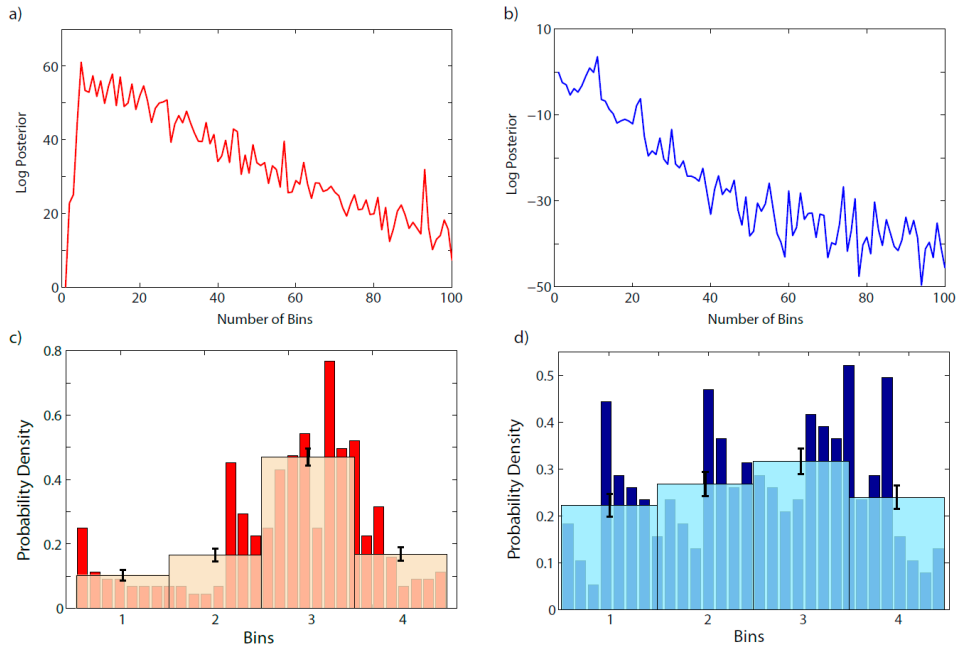 a)
60
40
20
0
Log Posterior
0 20 40 60 80 100
Number of Bins
b)
10
−10
−30
−50
Log Posterior
0 20 40 60 80 100
Number of Bins
c)
0.8
0.6
0.4
0.2
0
Probability Density
1 2 3 4
Bins
d)
0.5
0.4
0.3
0.2
0.1
0
Probability Density
1 2 3 4
Bins